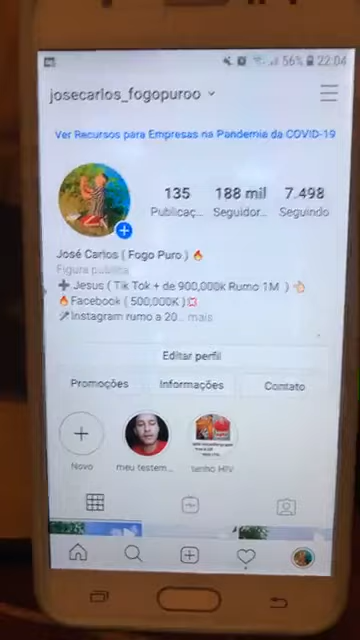 56% 22:04
josecarlos_fogopuroo
Ver Recursos para Empresas na Pandemia da COVID-19
135 188 mil 7.498
Publicaç... Seguidor... Seguindo
José Carlos ( Fogo Puro ) 🔥
Figura pública
➕ Jesus ( Tik Tok + de 900,000k Rumo 1M ) 👈
🔥Facebook ( 500,000K )💢
🎤Instagram rumo a 20... mais
Editar perfil
Promoções Informações Contato
Novo meu testem... tenho HIV